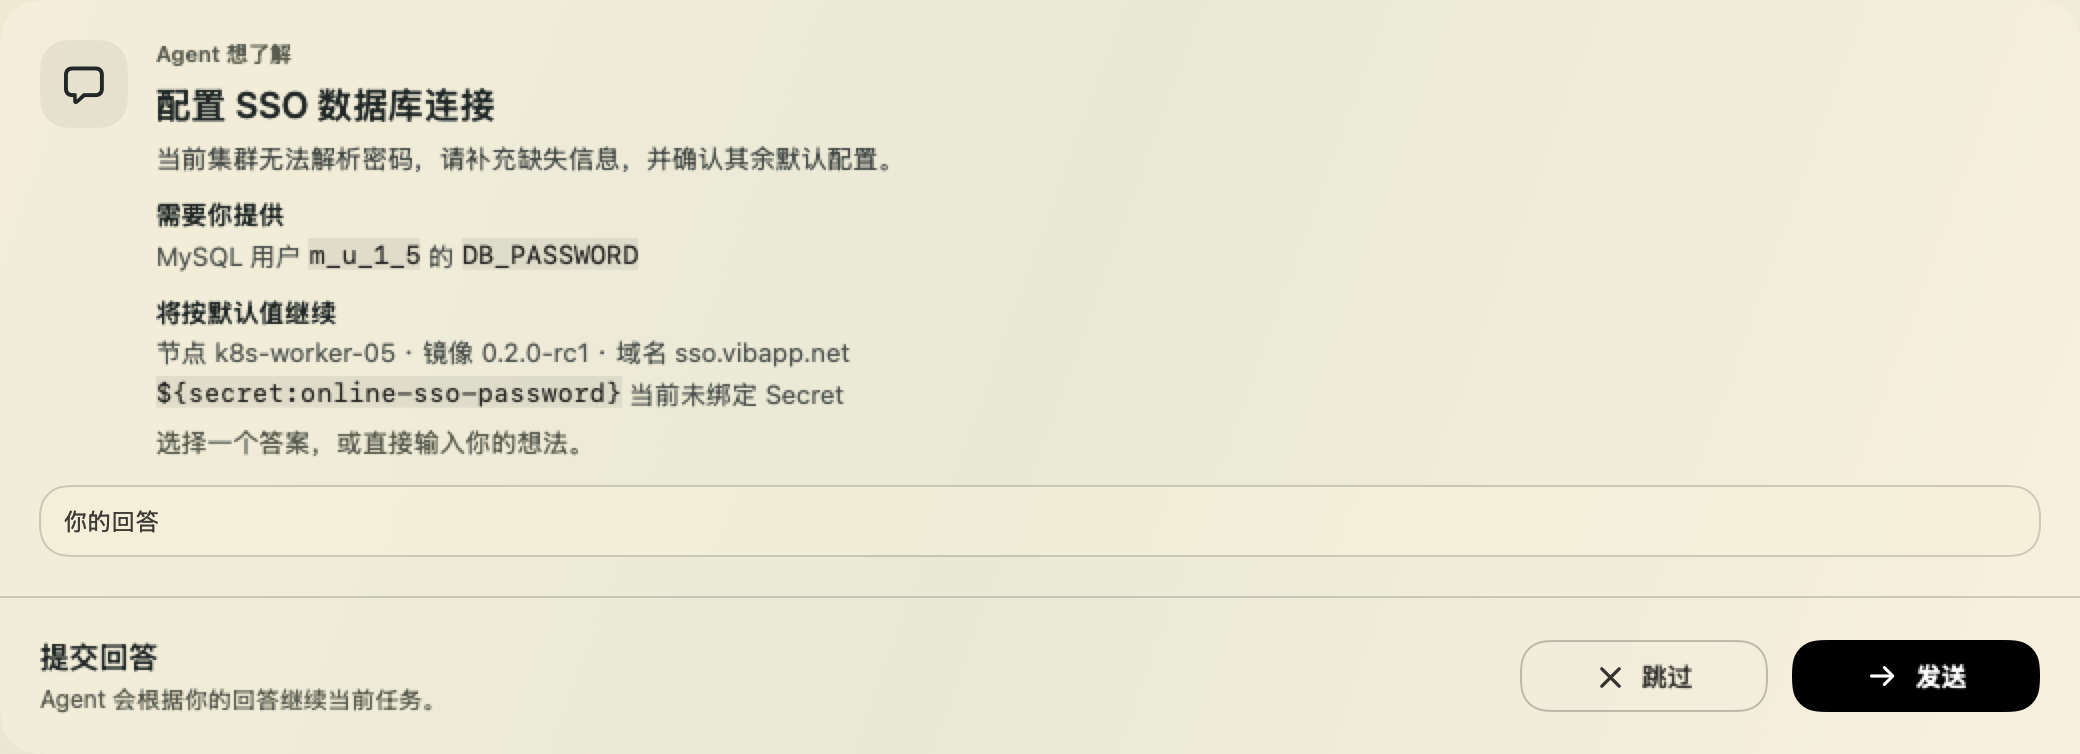 Agent 想了解
配置 SSO 数据库连接
当前集群无法解析密码，请补充缺失信息，并确认其余默认配置。
需要你提供
MySQL 用户 m_u_1_5 的 DB_PASSWORD
将按默认值继续
节点 k8s-worker-05 · 镜像 0.2.0-rc1 · 域名 sso.vibapp.net
${secret:online-sso-password} 当前未绑定 Secret
选择一个答案，或直接输入你的想法。
你的回答
提交回答
Agent 会根据你的回答继续当前任务。
跳过
发送